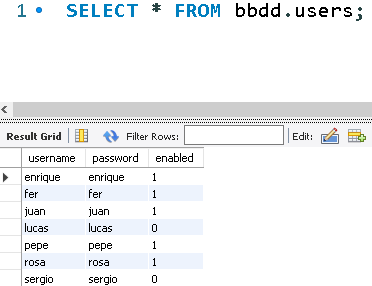 1 SELECT * FROM bbdd.users;
Result Grid Filter Rows: Edit:
username password enabled
enrique enrique 1
fer fer 1
juan juan 1
lucas lucas 0
pepe pepe 1
rosa rosa 1
sergio sergio 0